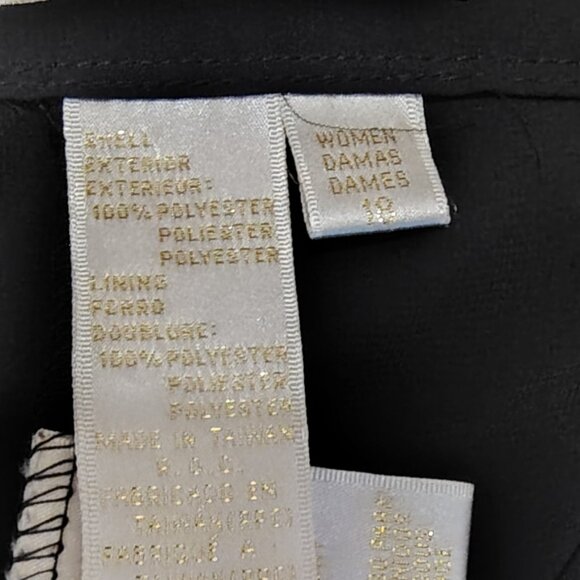 SHELL
EXTERIOR
EXTERIEUR:
100% POLYESTER
POLIESTER
POLYESTER
LINING
FORRO
DOUBLURE:
100% POLYESTER
POLIESTER
POLYESTER
MADE IN TAIWAN
R.O.C.
FABRICADO EN
TAIWAN(RPC)
FABRIQUÉ A
WOMEN
DAMAS
DAMES